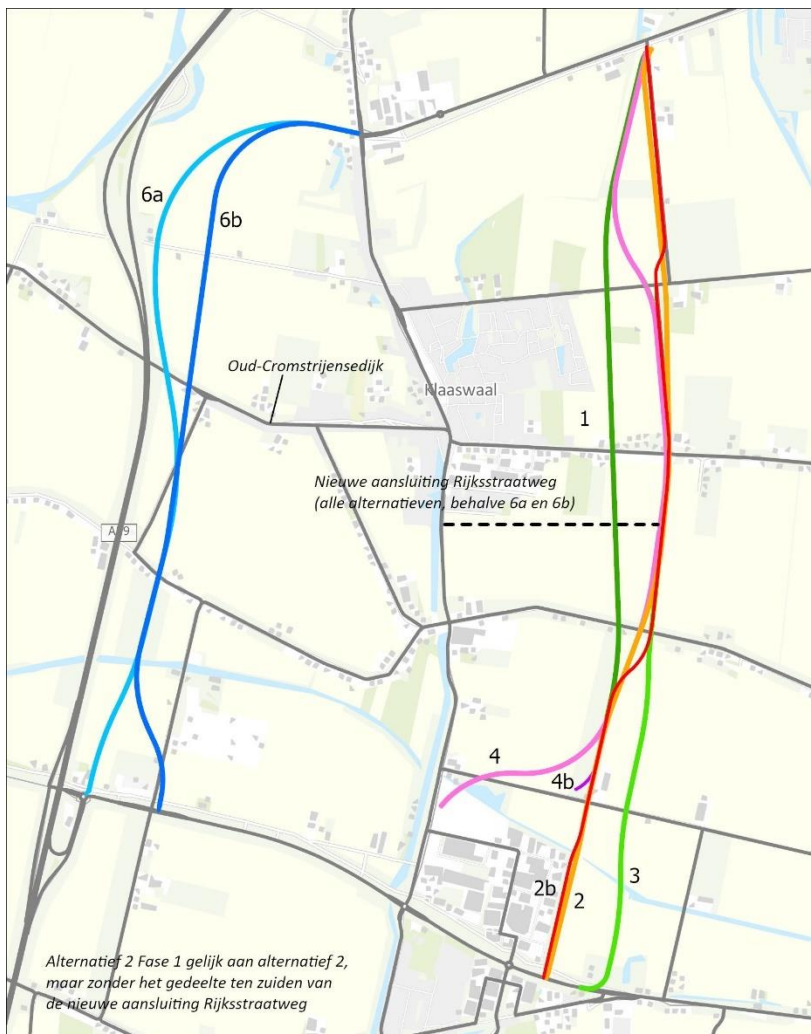 6a
6b
Oud-Cromstrijensedijk
Klaaswaal
1
Nieuwe aansluiting Rijksstraatweg
(alle alternatieven, behalve 6a en 6b)
4
4b
2b
2
3
Alternatief 2 Fase 1 gelijk aan alternatief 2,
maar zonder het gedeelte ten zuiden van
de nieuwe aansluiting Rijksstraatweg